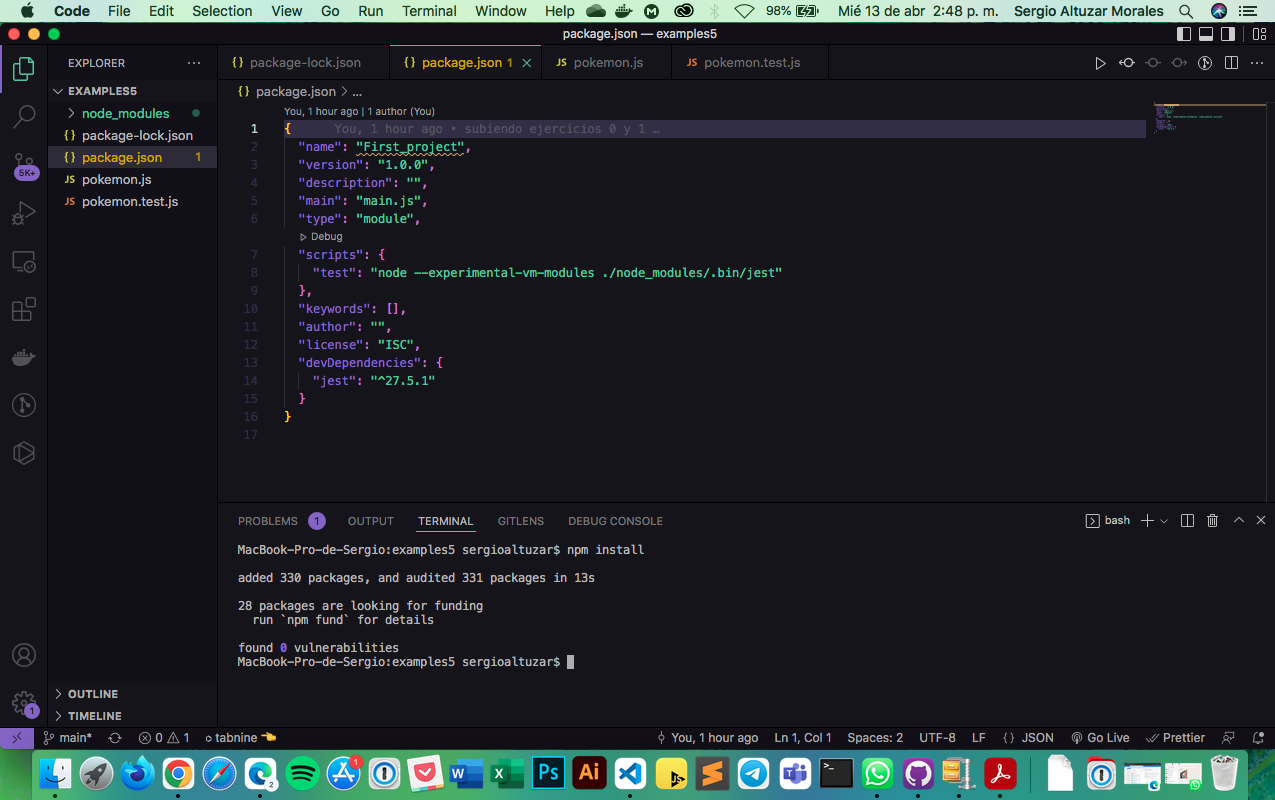 Code File Edit Selection View Go Run Terminal Window Help 98% Mié 13 de abr 2:48 p. m. Sergio Altuzar Morales
package.json — examples5
EXPLORER
EXAMPLES5
node_modules
{} package-lock.json
{} package.json 1
JS pokemon.js
JS pokemon.test.js
5K+
OUTLINE
TIMELINE
1
{} package-lock.json {} package.json 1 JS pokemon.js JS pokemon.test.js
{} package.json > ...
You, 1 hour ago | 1 author (You)
1 { You, 1 hour ago • subiendo ejercicios 0 y 1 …
2 "name": "First_project",
3 "version": "1.0.0",
4 "description": "",
5 "main": "main.js",
6 "type": "module",
Debug
7 "scripts": {
8 "test": "node --experimental-vm-modules ./node_modules/.bin/jest"
9 },
10 "keywords": [],
11 "author": "",
12 "license": "ISC",
13 "devDependencies": {
14 "jest": "^27.5.1"
15 }
16 }
17
PROBLEMS 1 OUTPUT TERMINAL GITLENS DEBUG CONSOLE bash
MacBook-Pro-de-Sergio:examples5 sergioaltuzar$ npm install
added 330 packages, and audited 331 packages in 13s
28 packages are looking for funding
run `npm fund` for details
found 0 vulnerabilities
MacBook-Pro-de-Sergio:examples5 sergioaltuzar$
main* 0 1 tabnine You, 1 hour ago Ln 1, Col 1 Spaces: 2 UTF-8 LF {} JSON Go Live Prettier
2 1 W X Ps Ai >_